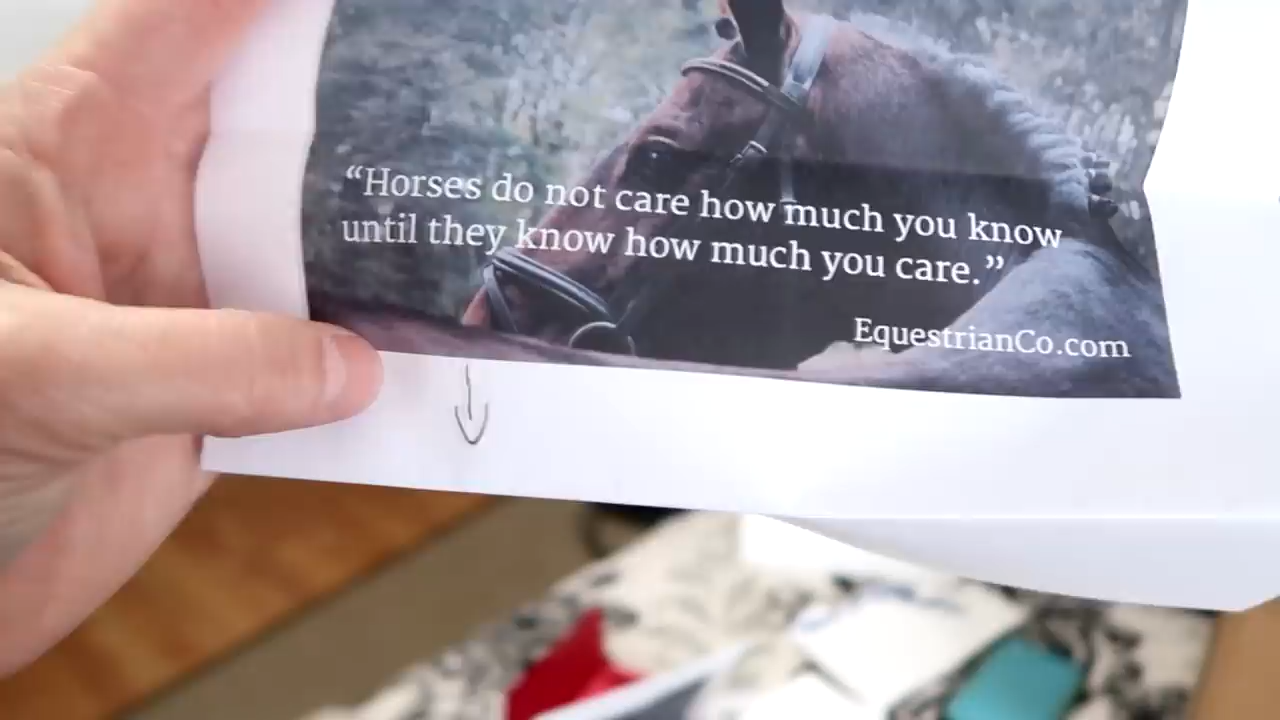 “Horses do not care how much you know
until they know how much you care.”
EquestrianCo.com